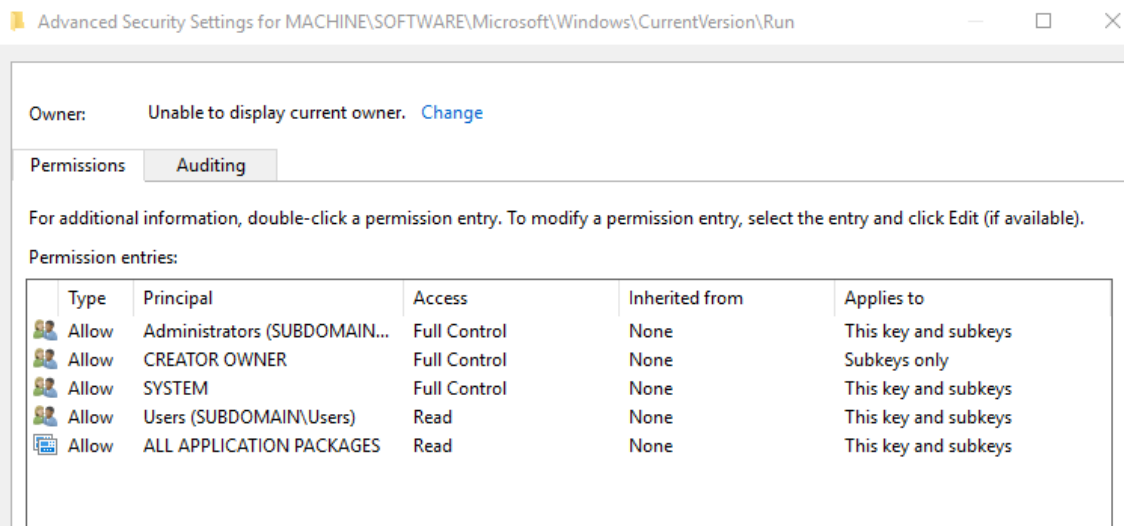 Advanced Security Settings for MACHINE\SOFTWARE\Microsoft\Windows\CurrentVersion\Run
Owner: Unable to display current owner. Change
Permissions Auditing
For additional information, double-click a permission entry. To modify a permission entry, select the entry and click Edit (if available).
Permission entries:
Type Principal Access Inherited from Applies to
Allow Administrators (SUBDOMAIN... Full Control None This key and subkeys
Allow CREATOR OWNER Full Control None Subkeys only
Allow SYSTEM Full Control None This key and subkeys
Allow Users (SUBDOMAIN\Users) Read None This key and subkeys
Allow ALL APPLICATION PACKAGES Read None This key and subkeys